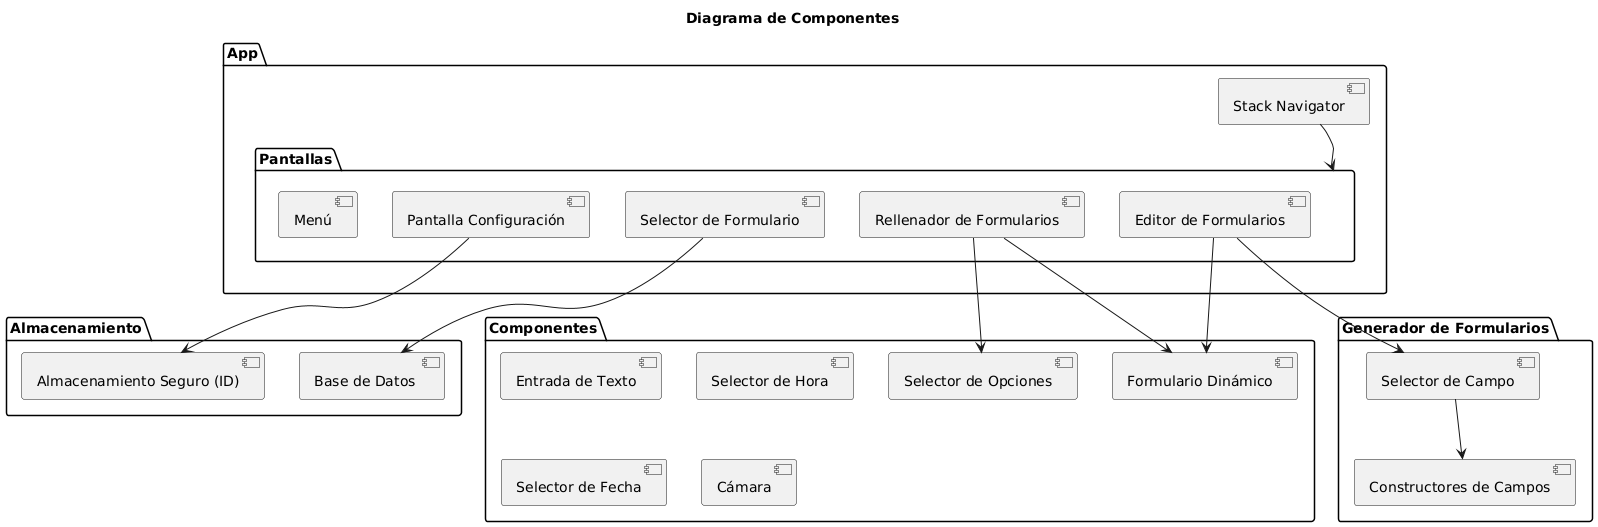 Diagrama de Componentes
App
Stack Navigator
Pantallas
Menú
Pantalla Configuración
Selector de Formulario
Rellenador de Formularios
Editor de Formularios
Almacenamiento
Almacenamiento Seguro (ID)
Base de Datos
Componentes
Entrada de Texto
Selector de Hora
Selector de Opciones
Formulario Dinámico
Selector de Fecha
Cámara
Generador de Formularios
Selector de Campo
Constructores de Campos